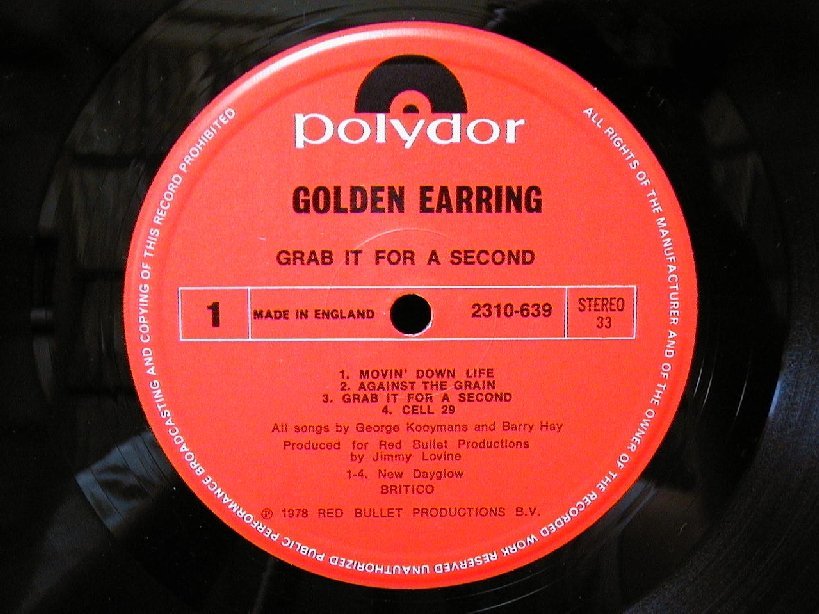 polydor
GOLDEN EARRING
GRAB IT FOR A SECOND
1 MADE IN ENGLAND 2310-639 STEREO
33
1. MOVIN' DOWN LIFE
2. AGAINST THE GRAIN
3. GRAB IT FOR A SECOND
4. CELL 29
All songs by George Kooymans and Barry Hay
Produced for Red Bullet Productions
by Jimmy Lovine
1-4. New Dayglow
BRITICO
℗ 1978 RED BULLET PRODUCTIONS B.V.
ALL RIGHTS OF THE MANUFACTURER AND OF THE OWNER OF THE RECORDED WORK RESERVED UNAUTHORIZED PUBLIC PERFORMANCE BROADCASTING AND COPYING OF THIS RECORD PROHIBITED